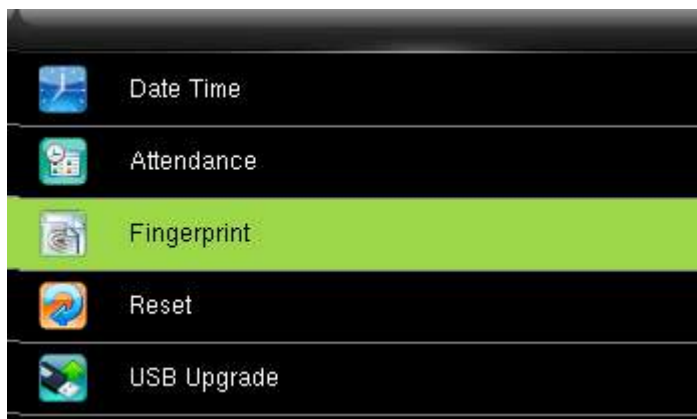 Date Time
Attendance
Fingerprint
Reset
USB Upgrade